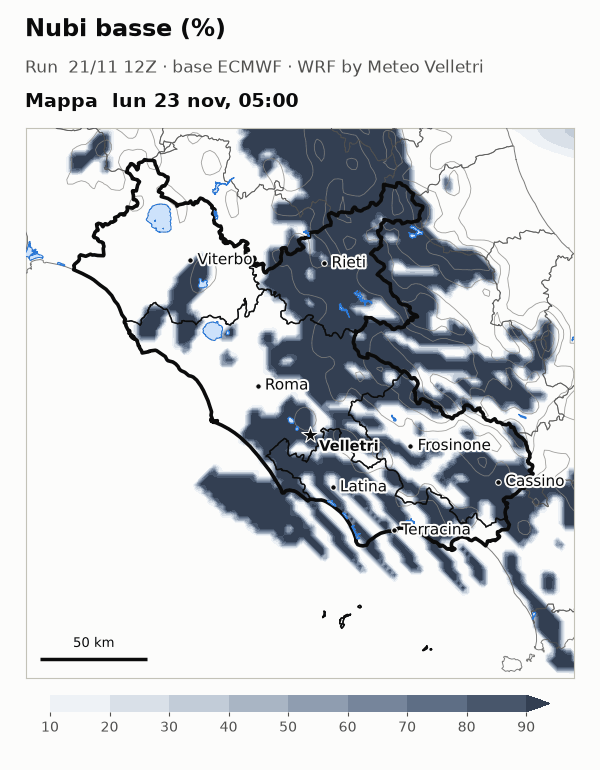 Nubi basse (%)
Run  21/11 12Z · base ECMWF · WRF by Meteo Velletri
Mappa  lun 23 nov, 05:00
Viterbo
Rieti
Roma
Velletri
Frosinone
Cassino
Latina
Terracina
50 km
10 20 30 40 50 60 70 80 90